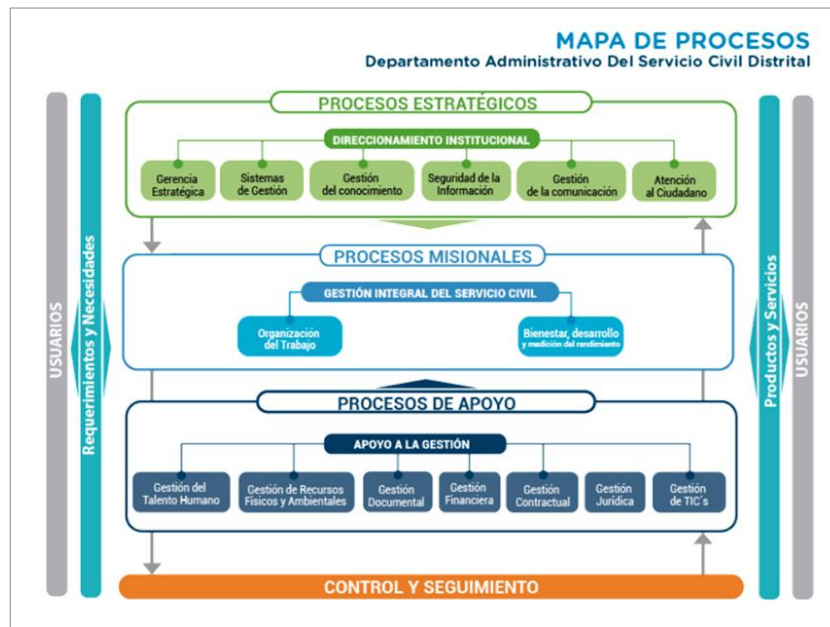 MAPA DE PROCESOS
Departamento Administrativo Del Servicio Civil Distrital
USUARIOS
Requerimientos y Necesidades
PROCESOS ESTRATÉGICOS
DIRECCIONAMIENTO INSTITUCIONAL
Gerencia
Estratégica
Sistemas
de Gestión
Gestión
del conocimiento
Seguridad de la
Información
Gestión
de la comunicación
Atención
al Ciudadano
PROCESOS MISIONALES
GESTIÓN INTEGRAL DEL SERVICIO CIVIL
Organización
del Trabajo
Bienestar, desarrollo
y medición del rendimiento
PROCESOS DE APOYO
APOYO A LA GESTIÓN
Gestión del
Talento Humano
Gestión de Recursos
Físicos y Ambientales
Gestión
Documental
Gestión
Financiera
Gestión
Contractual
Gestión
Jurídica
Gestión
de TIC´s
CONTROL Y SEGUIMIENTO
Productos y Servicios
USUARIOS